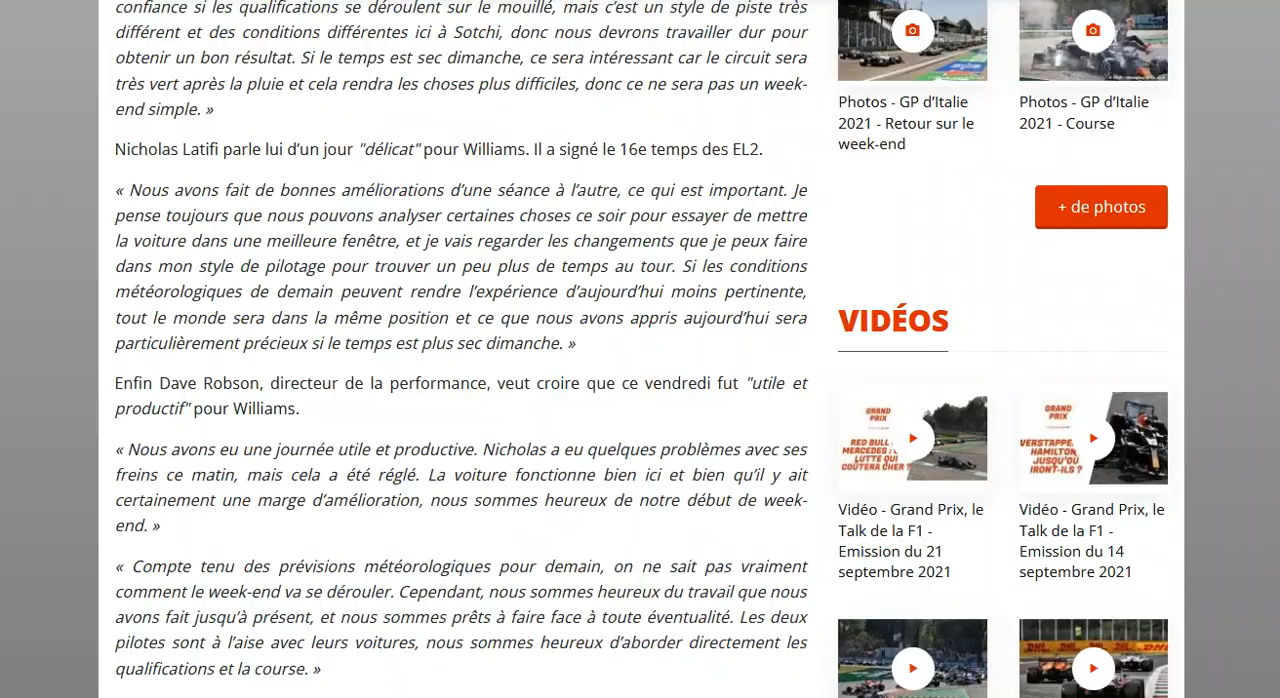 confiance si les qualifications se déroulent sur le mouillé, mais c’est un style de piste très
différent et des conditions différentes ici à Sotchi, donc nous devrons travailler dur pour
obtenir un bon résultat. Si le temps est sec dimanche, ce sera intéressant car le circuit sera
très vert après la pluie et cela rendra les choses plus difficiles, donc ce ne sera pas un week-
end simple. »
Nicholas Latifi parle lui d’un jour "délicat" pour Williams. Il a signé le 16e temps des EL2.
« Nous avons fait de bonnes améliorations d’une séance à l’autre, ce qui est important. Je
pense toujours que nous pouvons analyser certaines choses ce soir pour essayer de mettre
la voiture dans une meilleure fenêtre, et je vais regarder les changements que je peux faire
dans mon style de pilotage pour trouver un peu plus de temps au tour. Si les conditions
météorologiques de demain peuvent rendre l’expérience d’aujourd’hui moins pertinente,
tout le monde sera dans la même position et ce que nous avons appris aujourd’hui sera
particulièrement précieux si le temps est plus sec dimanche. »
Enfin Dave Robson, directeur de la performance, veut croire que ce vendredi fut "utile et
productif" pour Williams.
« Nous avons eu une journée utile et productive. Nicholas a eu quelques problèmes avec ses
freins ce matin, mais cela a été réglé. La voiture fonctionne bien ici et bien qu’il y ait
certainement une marge d’amélioration, nous sommes heureux de notre début de week-
end. »
« Compte tenu des prévisions météorologiques pour demain, on ne sait pas vraiment
comment le week-end va se dérouler. Cependant, nous sommes heureux du travail que nous
avons fait jusqu’à présent, et nous sommes prêts à faire face à toute éventualité. Les deux
pilotes sont à l’aise avec leurs voitures, nous sommes heureux d’aborder directement les
qualifications et la course. »
Photos - GP d’Italie
2021 - Retour sur le
week-end
Photos - GP d’Italie
2021 - Course
+ de photos
VIDÉOS
GRAND
PRIX
RED BULL
MERCEDES :
LUTTE QUI
COÛTERA CHER ?
GRAND
PRIX
VERSTAPPE
HAMILTON,
JUSQU’OÙ
IRONT-ILS ?
Vidéo - Grand Prix, le
Talk de la F1 -
Emission du 21
septembre 2021
Vidéo - Grand Prix, le
Talk de la F1 -
Emission du 14
septembre 2021
DHL